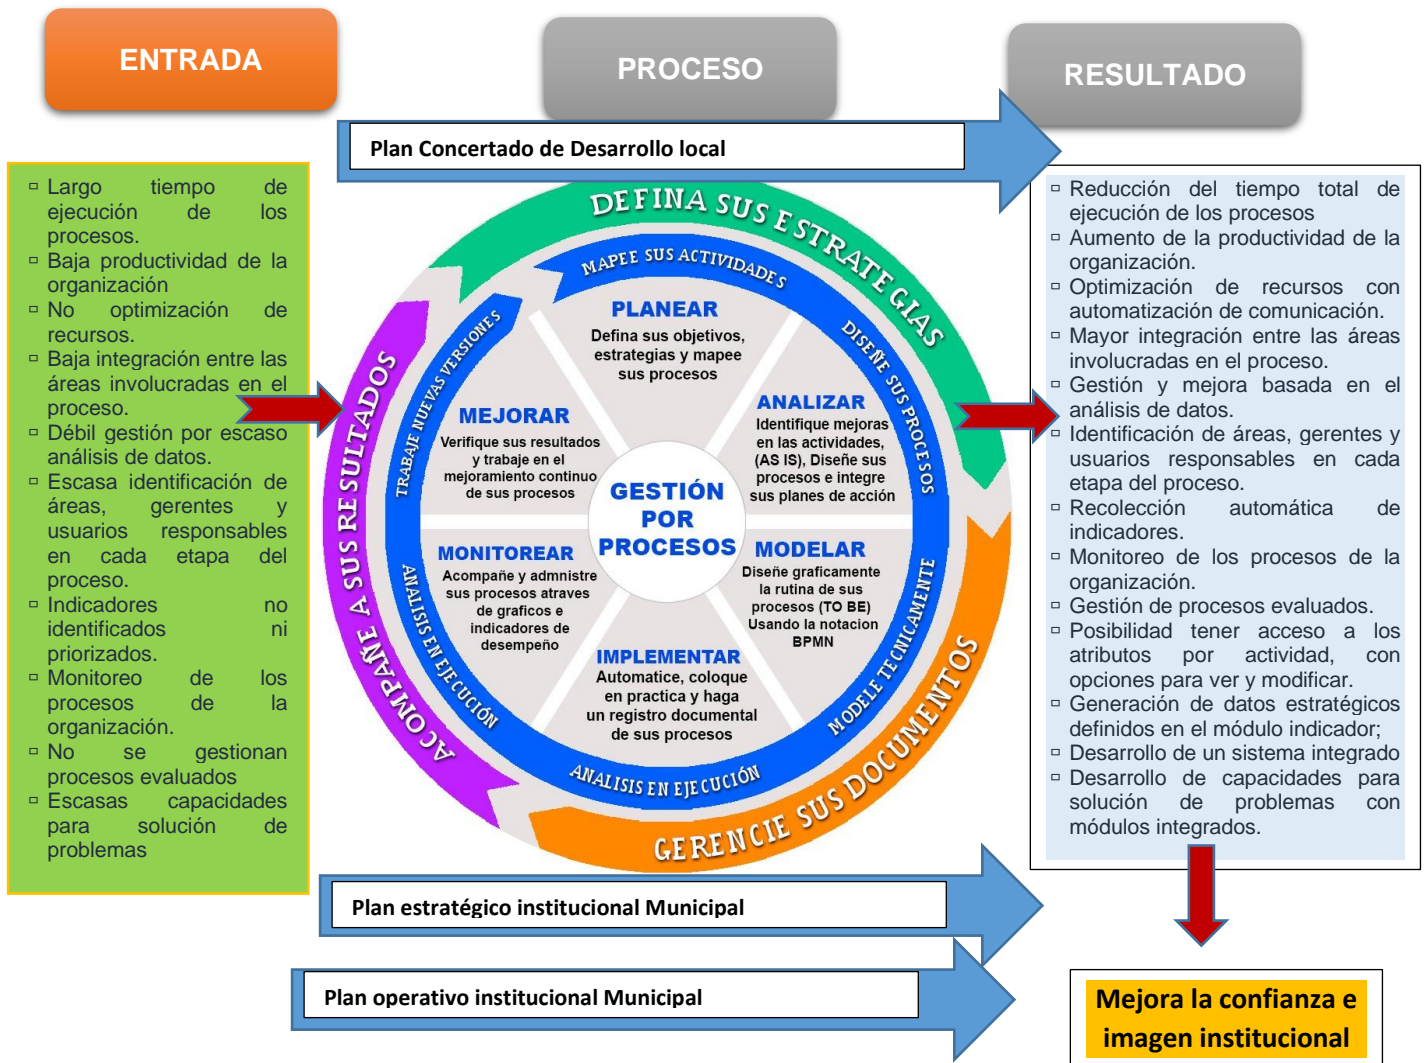 ENTRADA
PROCESO
RESULTADO
Plan Concertado de Desarrollo local
▫ Largo tiempo de
ejecución de los
procesos.
▫ Baja productividad de la
organización
▫ No optimización de
recursos.
▫ Baja integración entre las
áreas involucradas en el
proceso.
▫ Débil gestión por escaso
análisis de datos.
▫ Escasa identificación de
áreas, gerentes y
usuarios responsables
en cada etapa del
proceso.
▫ Indicadores no
identificados ni
priorizados.
▫ Monitoreo de los
procesos de la
organización.
▫ No se gestionan
procesos evaluados
▫ Escasas capacidades
para solución de
problemas
DEFINA SUS ESTRATEGIAS
GERENCIE SUS DOCUMENTOS
ACOMPAÑE A SUS RESULTADOS
MAPEE SUS ACTIVIDADES
DISEÑE SUS PROCESOS
MODELE TECNICAMENTE
ANALISIS EN EJECUCIÓN
ANALISIS EN EJECUCIÓN
TRABAJE NUEVAS VERSIONES
PLANEAR
Defina sus objetivos,
estrategias y mapee
sus procesos
ANALIZAR
Identifique mejoras
en las actividades,
(AS IS), Diseñe sus
procesos e integre
sus planes de acción
MODELAR
Diseñe graficamente
la rutina de sus
procesos (TO BE)
Usando la notacion
BPMN
IMPLEMENTAR
Automatice, coloque
en practica y haga
un registro documental
de sus procesos
MONITOREAR
Acompañe y admnistre
sus procesos atraves
de graficos e
indicadores de
desempeño
MEJORAR
Verifique sus resultados
y trabaje en el
mejoramiento continuo
de sus procesos
GESTIÓN
POR
PROCESOS
▫ Reducción del tiempo total de
ejecución de los procesos
▫ Aumento de la productividad de la
organización.
▫ Optimización de recursos con
automatización de comunicación.
▫ Mayor integración entre las áreas
involucradas en el proceso.
▫ Gestión y mejora basada en el
análisis de datos.
▫ Identificación de áreas, gerentes y
usuarios responsables en cada
etapa del proceso.
▫ Recolección automática de
indicadores.
▫ Monitoreo de los procesos de la
organización.
▫ Gestión de procesos evaluados.
▫ Posibilidad tener acceso a los
atributos por actividad, con
opciones para ver y modificar.
▫ Generación de datos estratégicos
definidos en el módulo indicador;
▫ Desarrollo de un sistema integrado
▫ Desarrollo de capacidades para
solución de problemas con
módulos integrados.
Plan estratégico institucional Municipal
Plan operativo institucional Municipal
Mejora la confianza e
imagen institucional